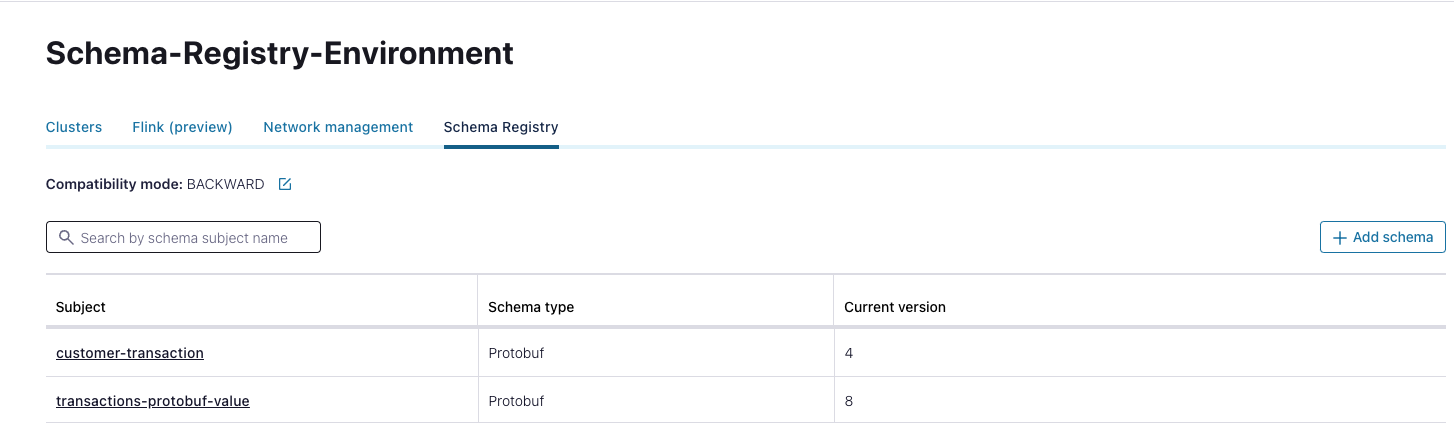 Schema-Registry-Environment
Clusters Flink (preview) Network management Schema Registry
Compatibility mode: BACKWARD
Search by schema subject name Add schema
Subject Schema type Current version
customer-transaction Protobuf 4
transactions-protobuf-value Protobuf 8